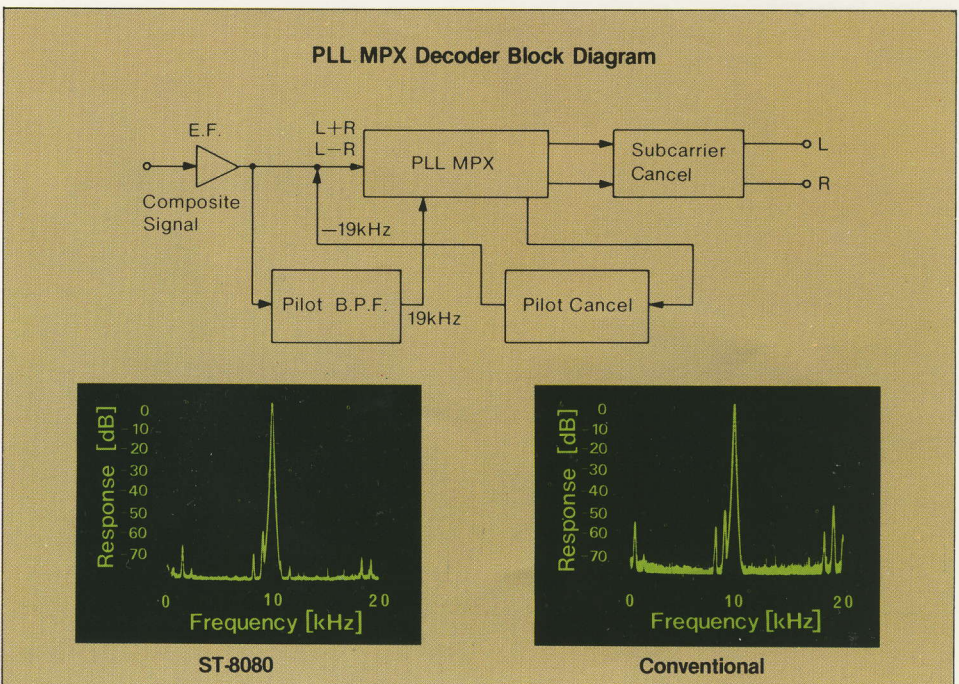 PLL MPX Decoder Block Diagram
E.F.
L+R
L−R
PLL MPX
Subcarrier
Cancel
L
R
Composite
Signal
−19kHz
Pilot B.P.F.
19kHz
Pilot Cancel
Response [dB]
0
-10
-20
-30
-40
-50
60
-70
0
10
20
Frequency [kHz]
ST-8080
Response [dB]
0
-10
-20
-30
-40
-50
60
-70
0
10
20
Frequency [kHz]
Conventional